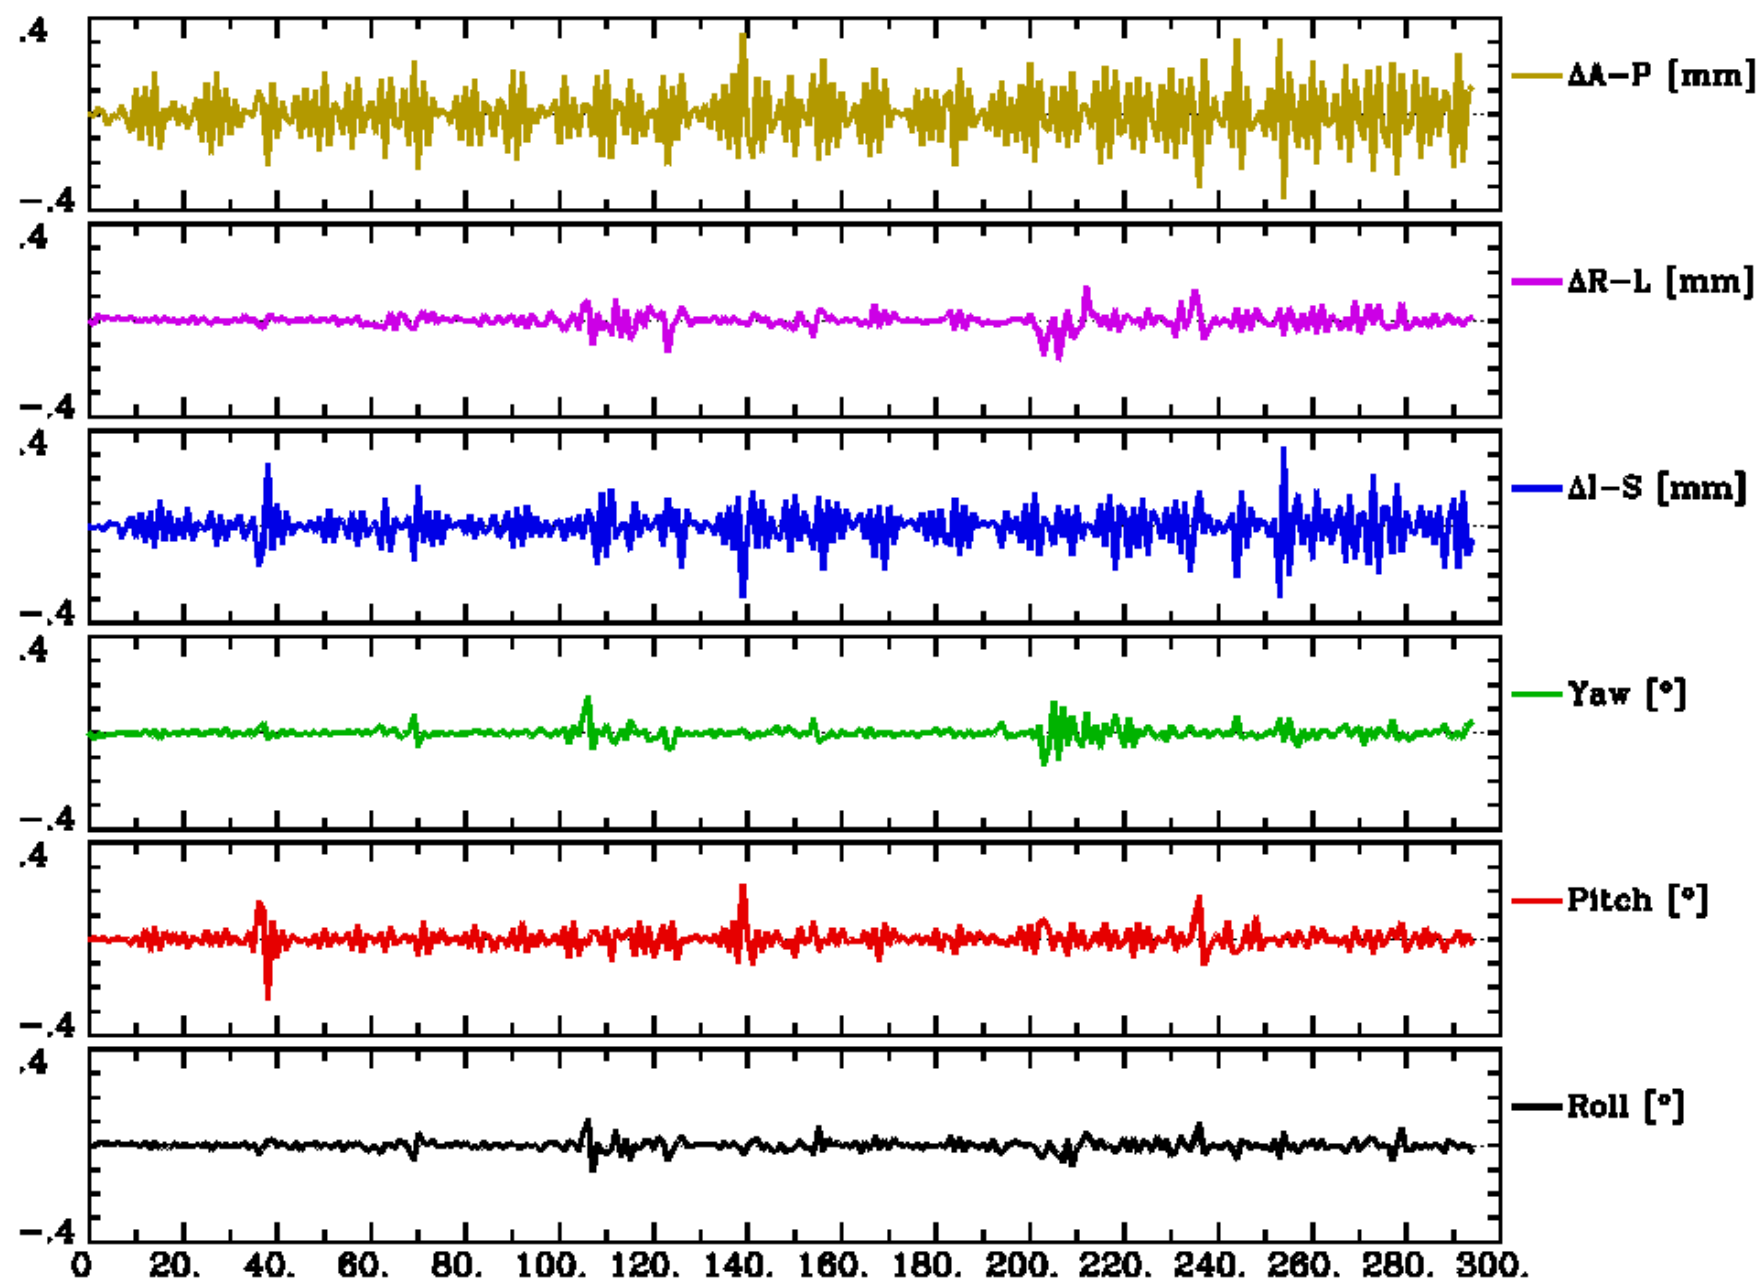 .4
ΔA-P [mm]
-.4
.4
ΔR-L [mm]
-.4
.4
ΔI-S [mm]
-.4
.4
Yaw [°]
-.4
.4
Pitch [°]
-.4
.4
Roll [°]
-.4
0 20. 40. 60. 80. 100. 120. 140. 160. 180. 200. 220. 240. 260. 280. 300.